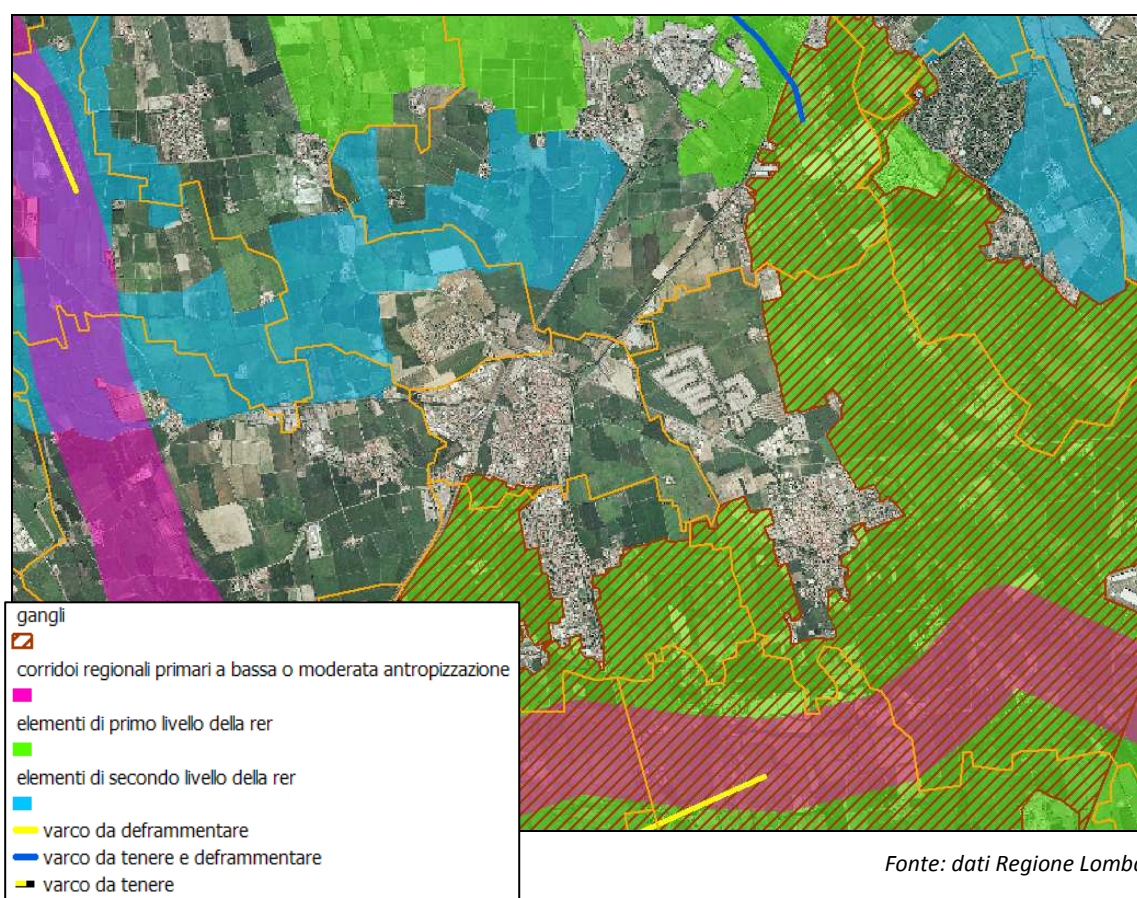 gangli
corridoi regionali primari a bassa o moderata antropizzazione
elementi di primo livello della rer
elementi di secondo livello della rer
varco da deframmentare
varco da tenere e deframmentare
varco da tenere
Fonte: dati Regione Lomba